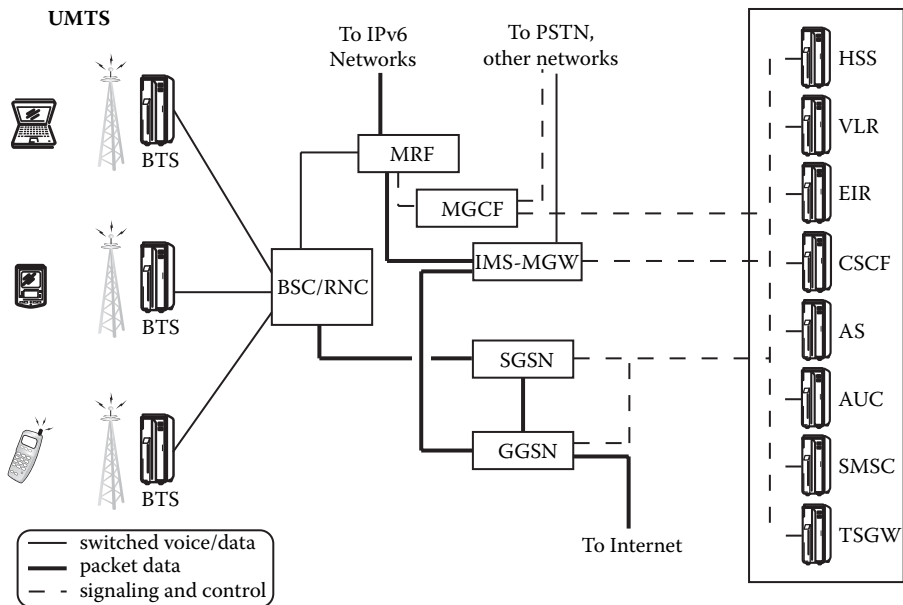 UMTS
To IPv6
Networks
To PSTN,
other networks
BTS
BTS
BTS
BSC/RNC
MRF
MGCF
IMS-MGW
SGSN
GGSN
To Internet
HSS
VLR
EIR
CSCF
AS
AUC
SMSC
TSGW
switched voice/data
packet data
signaling and control